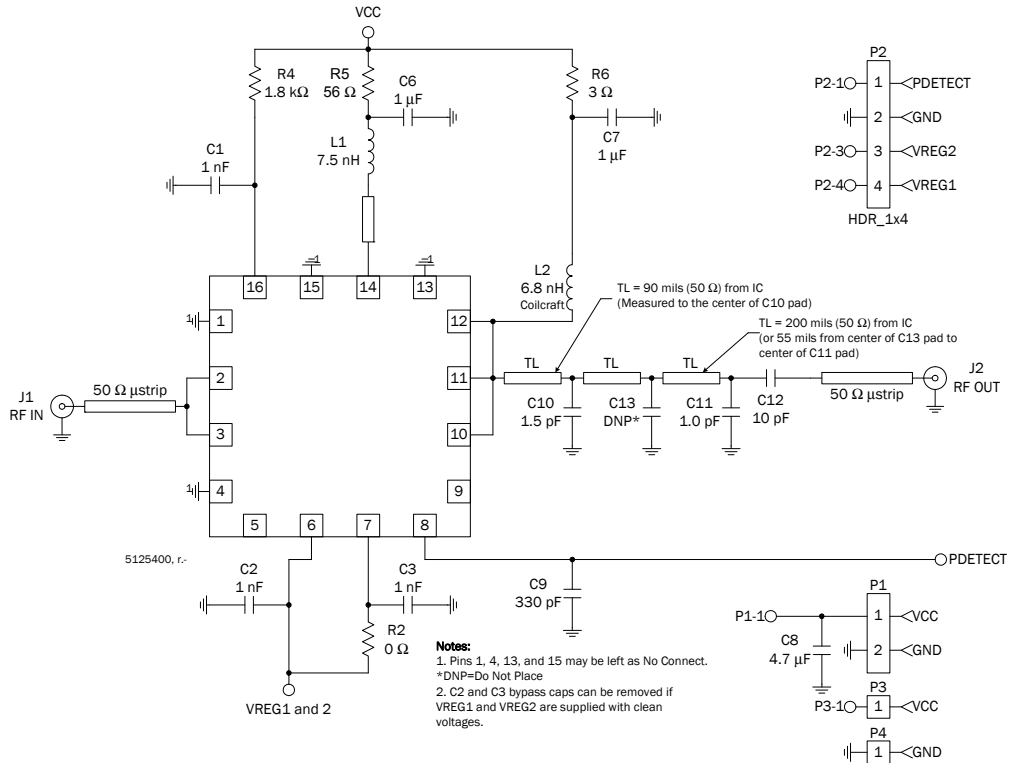 VCC
P2
R4
1.8 kΩ
R5
56 Ω
C6
1 µF
R6
3 Ω
P2-1
1
PDETECT
2
GND
C7
1 µF
P2-3
3
VREG2
L1
7.5 nH
C1
1 nF
P2-4
4
VREG1
HDR_1x4
L2
6.8 nH
Coilcraft
TL = 90 mils (50 Ω) from IC
(Measured to the center of C10 pad)
1
1
16
15
14
13
TL = 200 mils (50 Ω) from IC
(or 55 mils from center of C13 pad to
center of C11 pad)
1
1
12
J1
RF IN
50 Ω µstrip
2
11
TL
TL
TL
J2
RF OUT
50 Ω µstrip
C10
1.5 pF
C13
DNP*
C11
1.0 pF
C12
10 pF
3
10
1
4
9
5
6
7
8
5125400, r.-
PDETECT
C2
1 nF
C3
1 nF
C9
330 pF
P1
P1-1
1
VCC
R2
0 Ω
C8
4.7 µF
2
GND
Notes:
1. Pins 1, 4, 13, and 15 may be left as No Connect.
*DNP=Do Not Place
2. C2 and C3 bypass caps can be removed if
VREG1 and VREG2 are supplied with clean
voltages.
VREG1 and 2
P3
P3-1
1
VCC
P4
1
GND